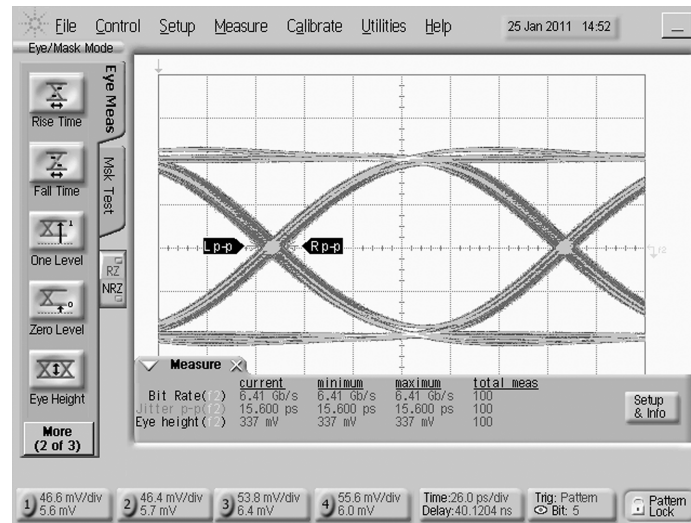 File Control Setup Measure Calibrate Utilities Help 25 Jan 2011 14:52
Eye/Mask Mode
Rise Time
Fall Time
One Level
Zero Level
Eye Height
More
(2 of 3)
Eye Meas
Msk Test
RZ
NRZ
L p-p
R p-p
Measure
current minimum maximum total meas
Bit Rate(f2) 6.41 Gb/s 6.41 Gb/s 6.41 Gb/s 100
Jitter p-p(f2) 15.600 ps 15.600 ps 15.600 ps 100
Eye height(f2) 337 mV 337 mV 337 mV 100
Setup
& Info
1 46.6 mV/div
5.6 mV
2 46.4 mV/div
5.7 mV
3 53.8 mV/div
6.4 mV
4 55.6 mV/div
6.0 mV
Time:26.0 ps/div
Delay:40.1204 ns
Trig: Pattern
Bit: 5
Pattern
Lock